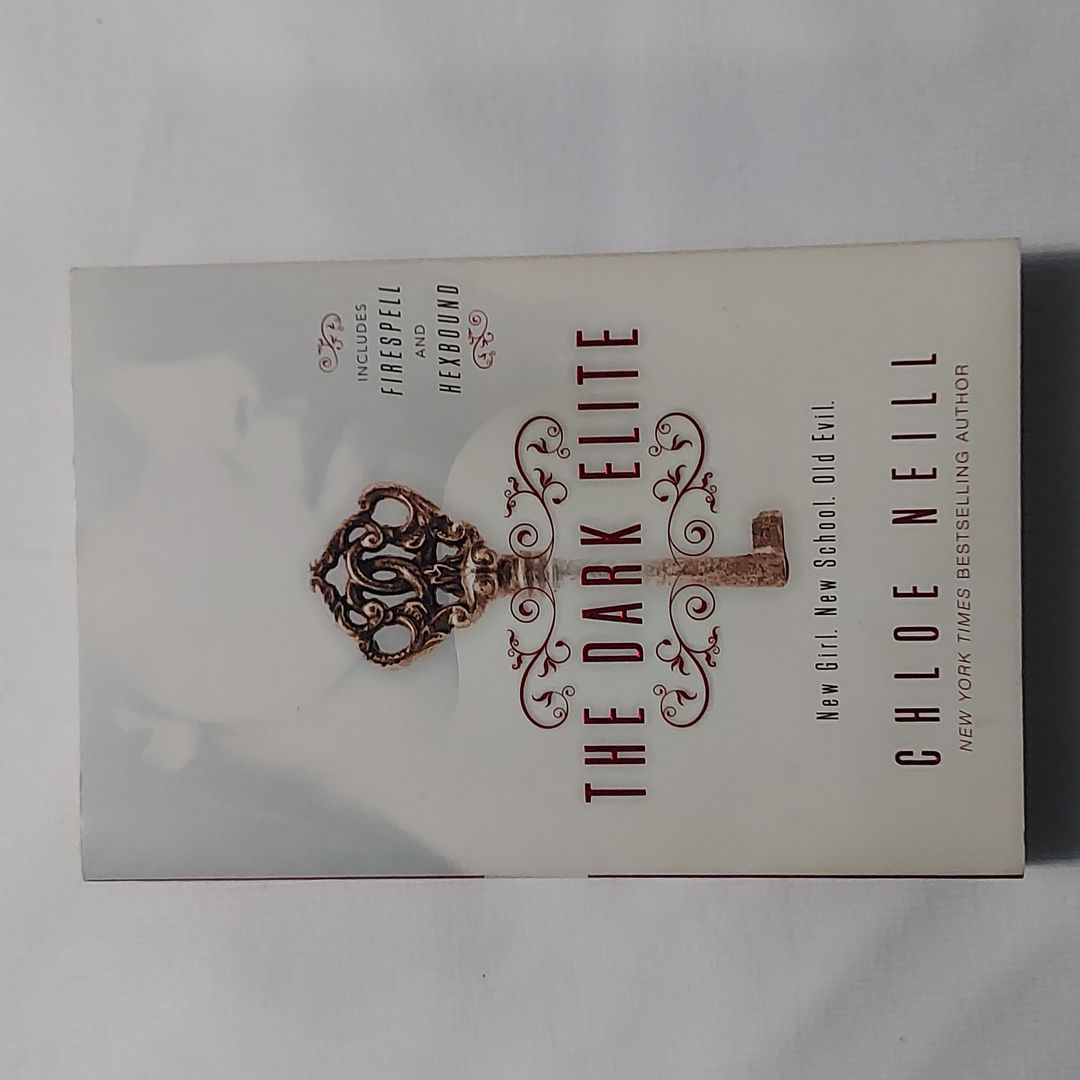 INCLUDES
FIRESPELL
AND
HEXBOUND
THE DARK ELITE
New Girl. New School. Old Evil.
CHLOE NEILL
NEW YORK TIMES BESTSELLING AUTHOR